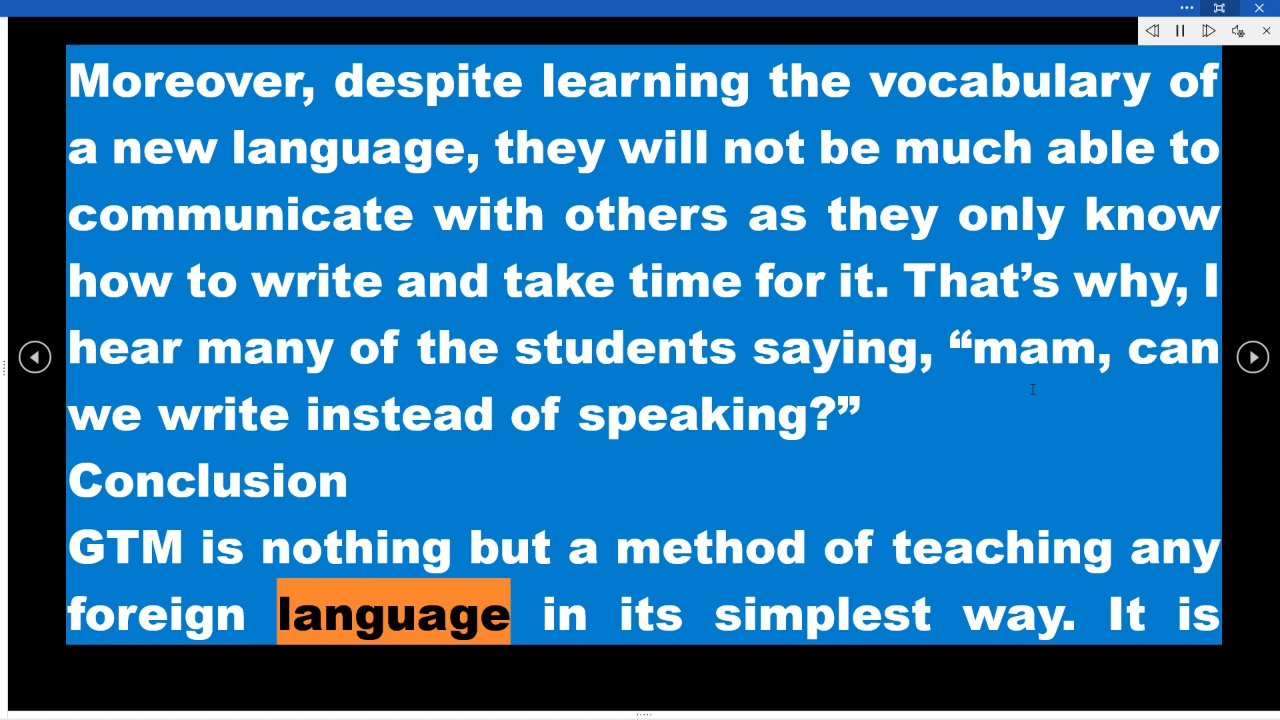 Moreover, despite learning the vocabulary of
a new language, they will not be much able to
communicate with others as they only know
how to write and take time for it. That’s why, I
hear many of the students saying, “mam, can
we write instead of speaking?”
Conclusion
GTM is nothing but a method of teaching any
foreign language in its simplest way. It is